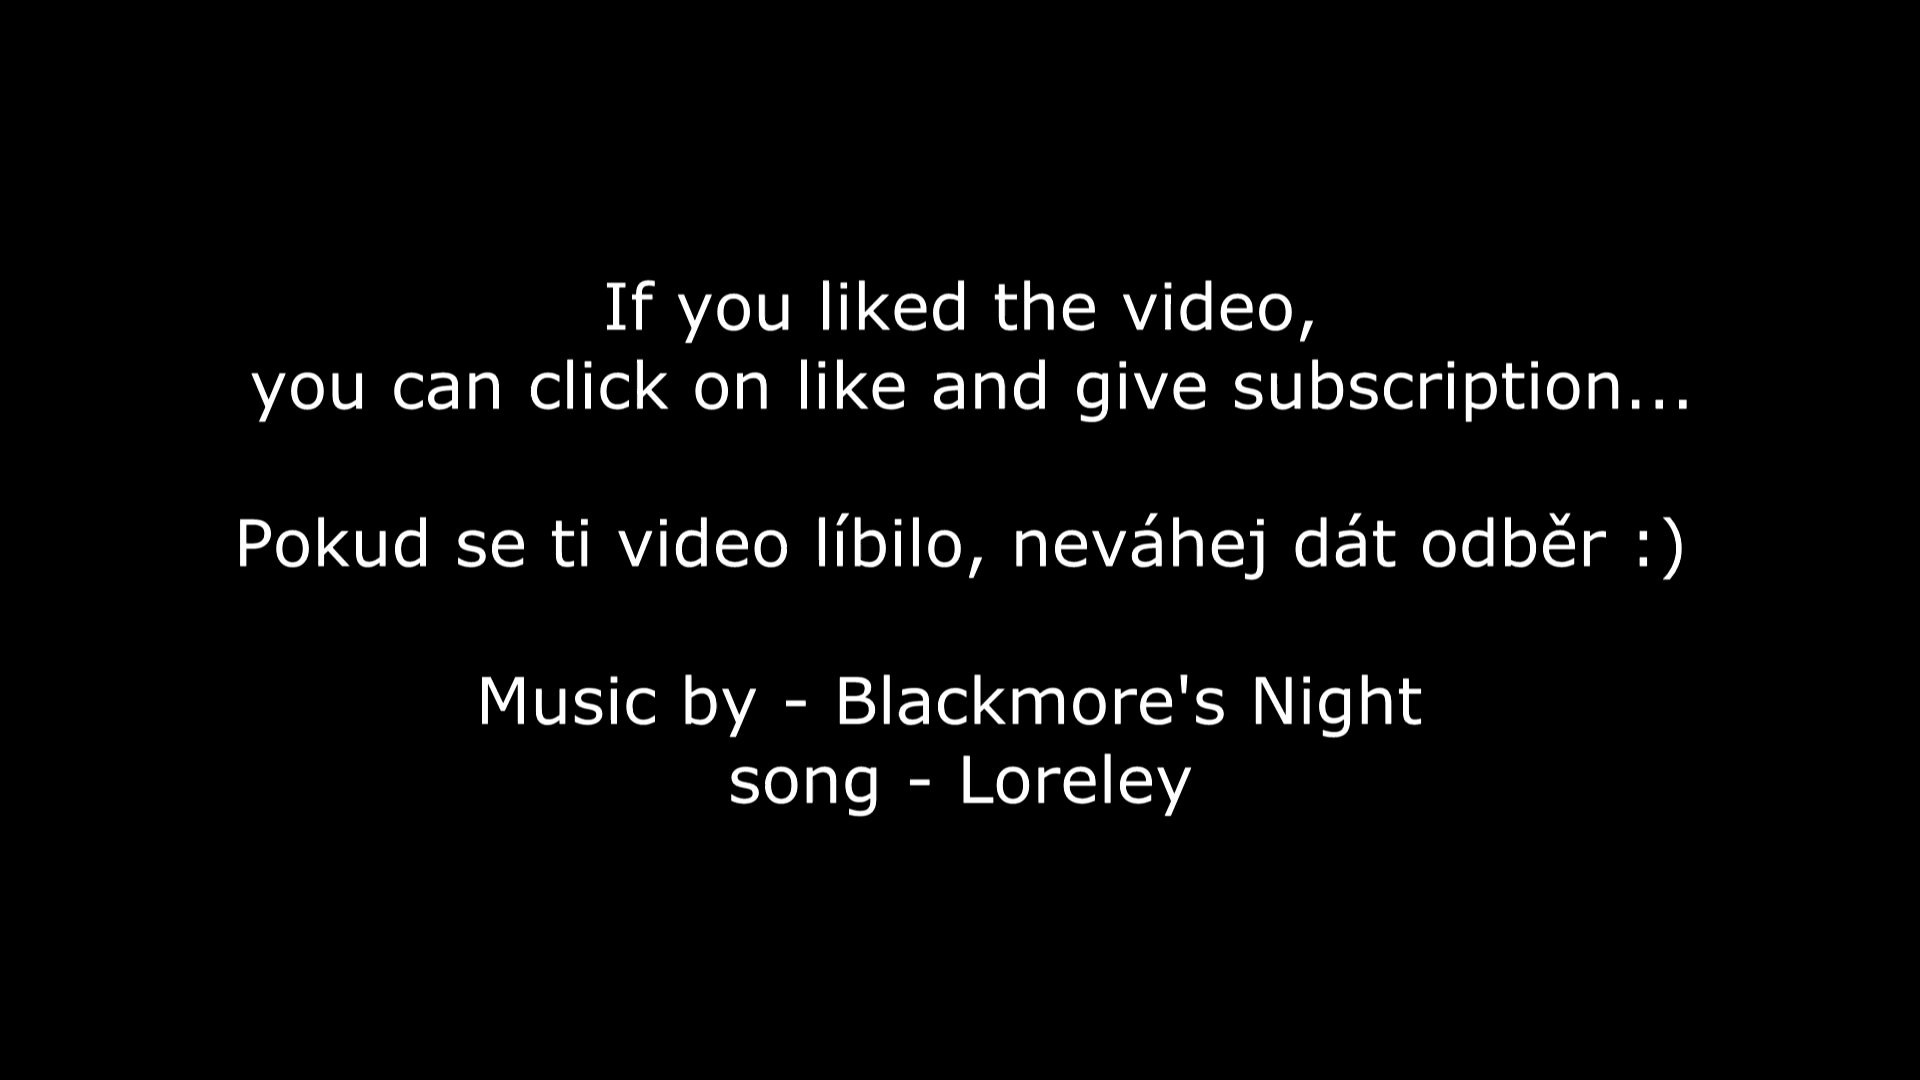 If you liked the video,
you can click on like and give subscription...
Pokud se ti video líbilo, neváhej dát odběr :)
Music by - Blackmore's Night
song - Loreley